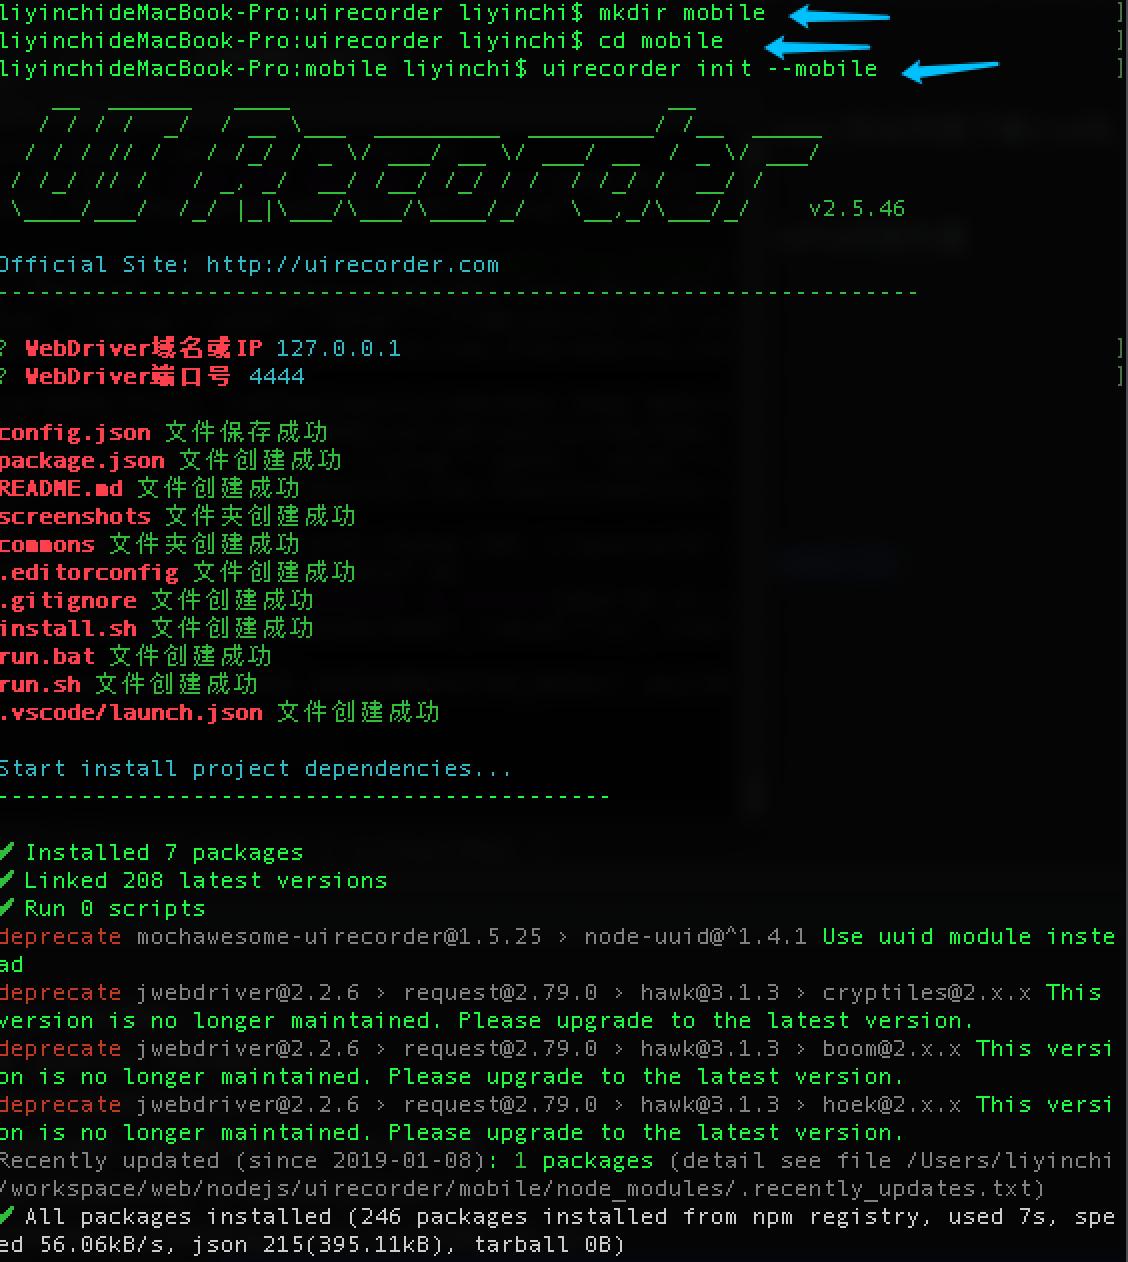 liyinchideMacBook-Pro:uirecorder liyinchi$ mkdir mobile ]
liyinchideMacBook-Pro:uirecorder liyinchi$ cd mobile ]
liyinchideMacBook-Pro:mobile liyinchi$ uirecorder init --mobile ]
UI Recorder v2.5.46
Official Site: http://uirecorder.com
------------------------------------------------------------------
? WebDriver域名或IP 127.0.0.1 ]
? WebDriver端口号 4444 ]
config.json 文件保存成功
package.json 文件创建成功
README.md 文件创建成功
screenshots 文件夹创建成功
commons 文件夹创建成功
.editorconfig 文件创建成功
.gitignore 文件创建成功
install.sh 文件创建成功
run.bat 文件创建成功
run.sh 文件创建成功
.vscode/launch.json 文件创建成功
Start install project dependencies...
--------------------------------------------
✔ Installed 7 packages
✔ Linked 208 latest versions
✔ Run 0 scripts
deprecate mochawesome-uirecorder@1.5.25 › node-uuid@^1.4.1 Use uuid module inste
ad
deprecate jwebdriver@2.2.6 › request@2.79.0 › hawk@3.1.3 › cryptiles@2.x.x This
version is no longer maintained. Please upgrade to the latest version.
deprecate jwebdriver@2.2.6 › request@2.79.0 › hawk@3.1.3 › boom@2.x.x This versi
on is no longer maintained. Please upgrade to the latest version.
deprecate jwebdriver@2.2.6 › request@2.79.0 › hawk@3.1.3 › hoek@2.x.x This versi
on is no longer maintained. Please upgrade to the latest version.
Recently updated (since 2019-01-08): 1 packages (detail see file /Users/liyinchi
/workspace/web/nodejs/uirecorder/mobile/node_modules/.recently_updates.txt)
✔ All packages installed (246 packages installed from npm registry, used 7s, spe
ed 56.06kB/s, json 215(395.11kB), tarball 0B)